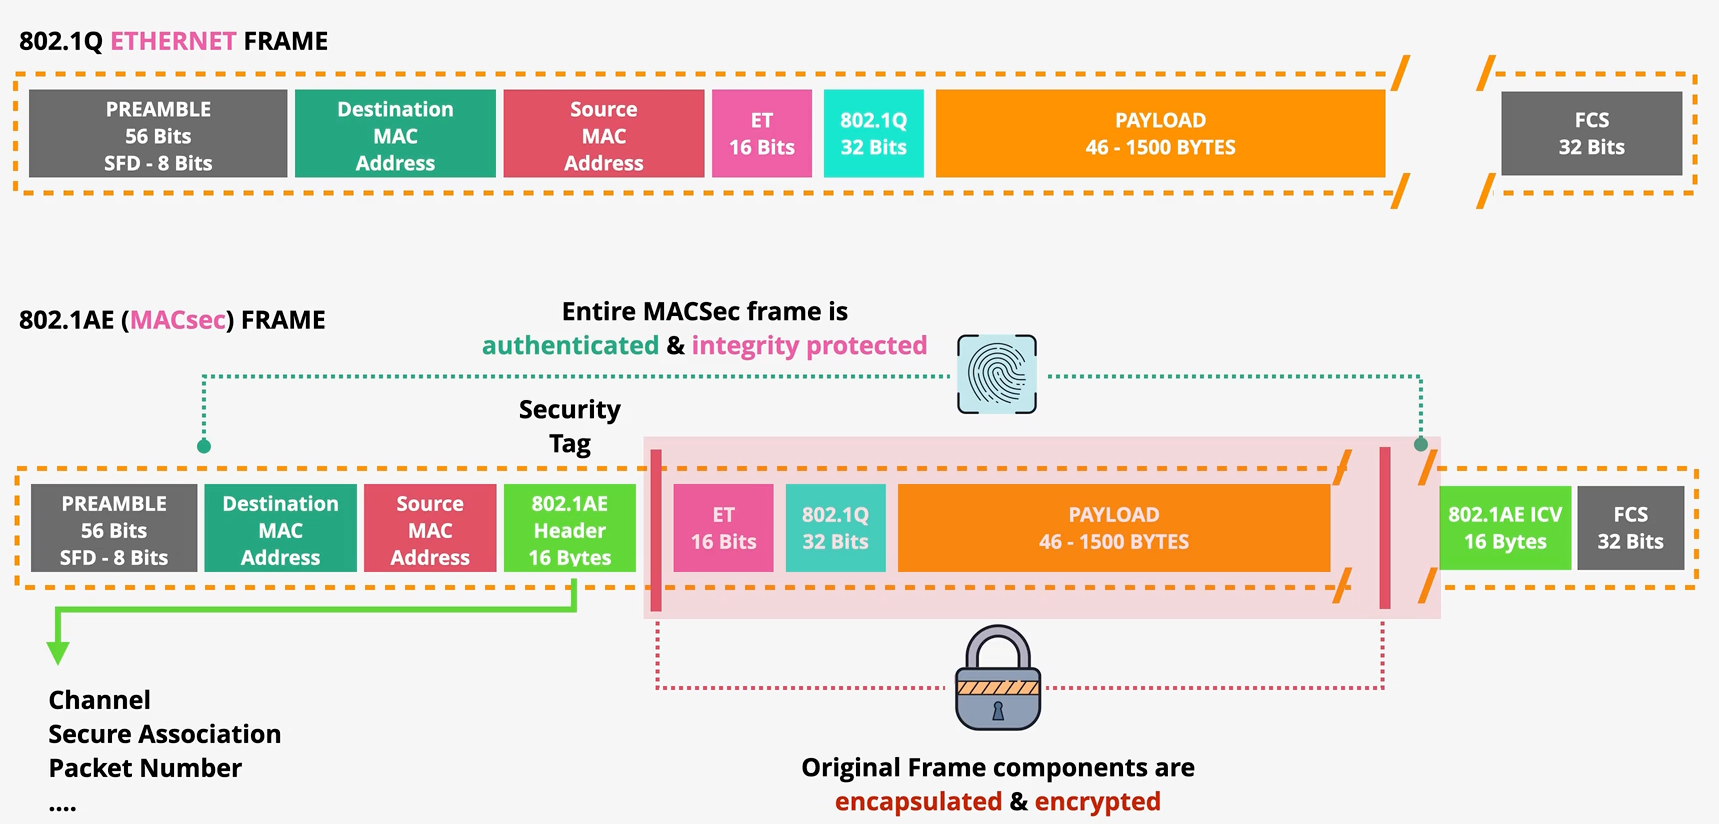 802.1Q ETHERNET FRAME
PREAMBLE
56 Bits
SFD - 8 Bits
Destination
MAC
Address
Source
MAC
Address
ET
16 Bits
802.1Q
32 Bits
PAYLOAD
46 - 1500 BYTES
FCS
32 Bits
802.1AE (MACsec) FRAME
Entire MACSec frame is
authenticated & integrity protected
Security
Tag
PREAMBLE
56 Bits
SFD - 8 Bits
Destination
MAC
Address
Source
MAC
Address
802.1AE
Header
16 Bytes
ET
16 Bits
802.1Q
32 Bits
PAYLOAD
46 - 1500 BYTES
802.1AE ICV
16 Bytes
FCS
32 Bits
Channel
Secure Association
Packet Number
....
Original Frame components are
encapsulated & encrypted